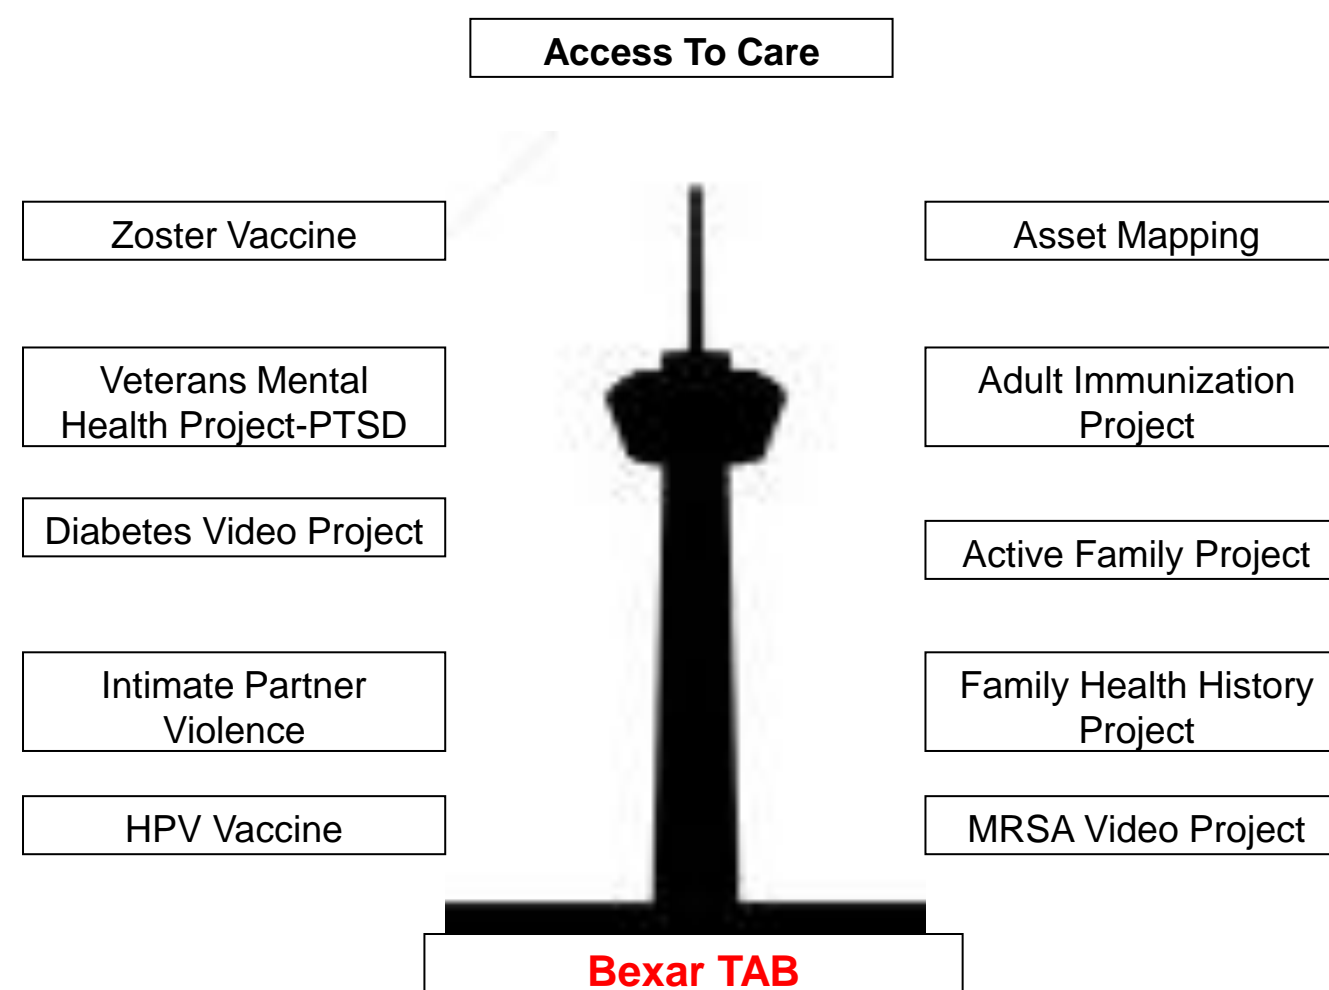 Access To Care
Zoster Vaccine
Veterans Mental
Health Project-PTSD
Diabetes Video Project
Intimate Partner
Violence
HPV Vaccine
Asset Mapping
Adult Immunization
Project
Active Family Project
Family Health History
Project
MRSA Video Project
Bexar TAB